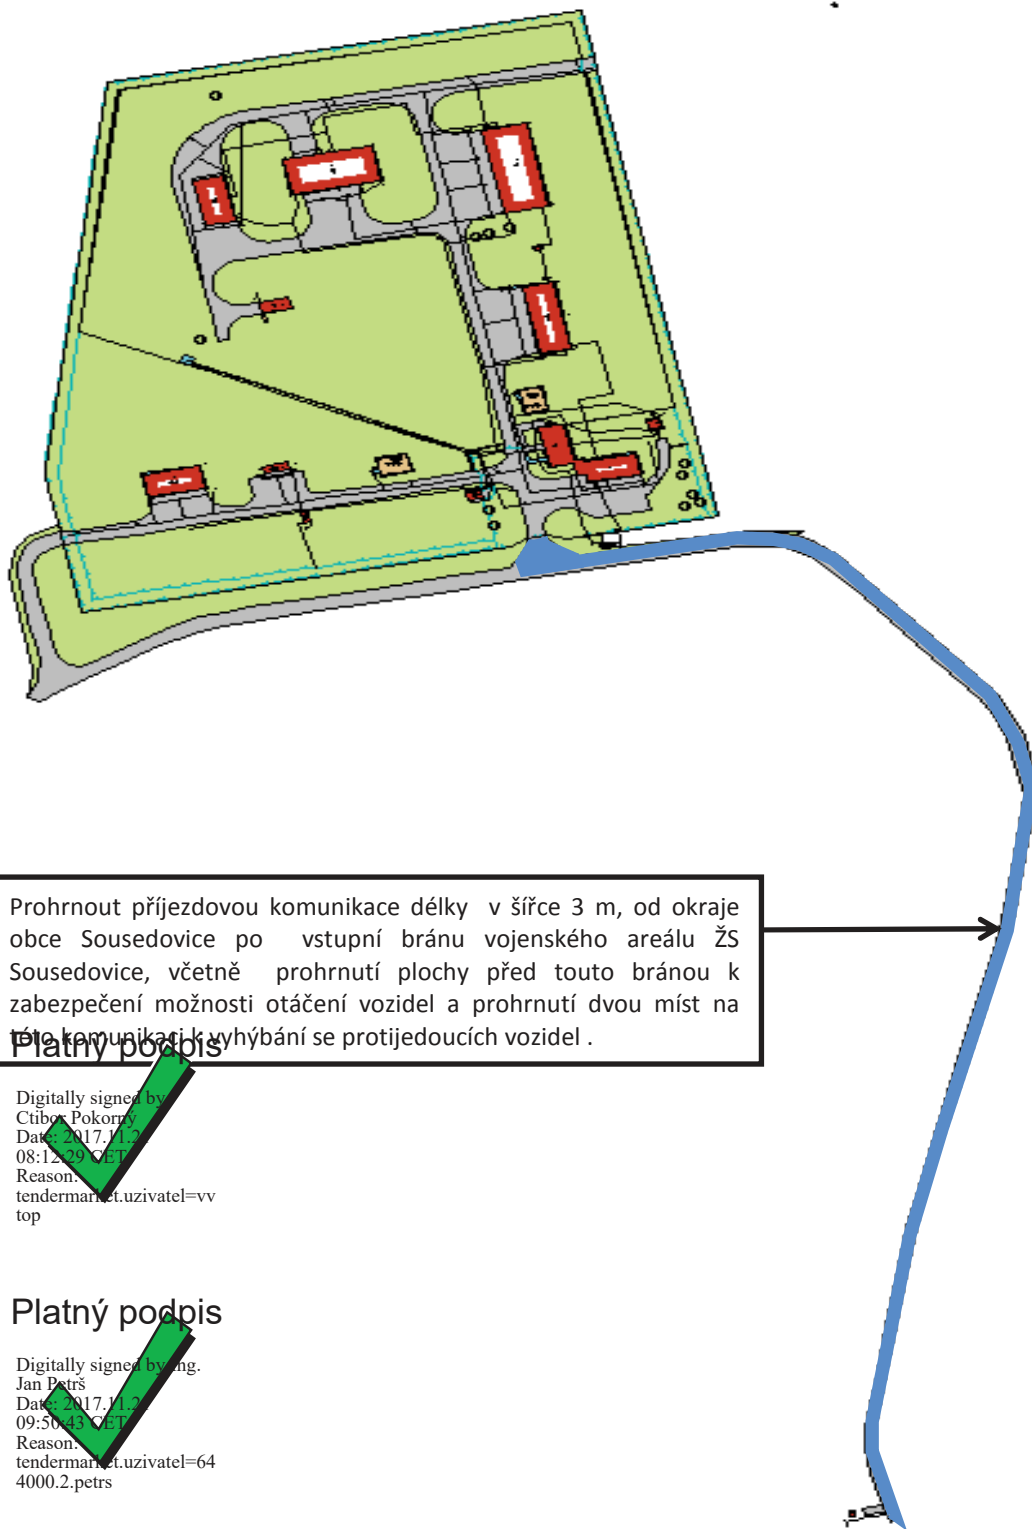 Prohrnout příjezdovou komunikace délky v šířce 3 m, od okraje
obce Sousedovice po vstupní bránu vojenského areálu ŽS
Sousedovice, včetně prohrnutí plochy před touto bránou k
zabezpečení možnosti otáčení vozidel a prohrnutí dvou míst na
této komunikaci k vyhýbání se protijedoucích vozidel .
Platný podpis
Digitally signed by
Ctibor Pokorný
Date: 2017.11.2
08:12:29 CET
Reason:
tendermarket.uzivatel=vv
top
Platný podpis
Digitally signed by Ing.
Jan Petrš
Date: 2017.11.2
09:50:43 CET
Reason:
tendermarket.uzivatel=64
4000.2.petrs